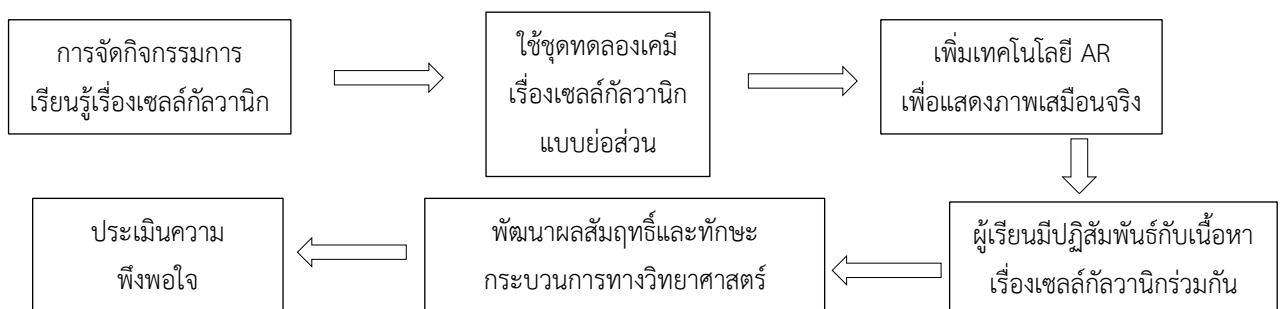 การจัดกิจกรรมการ
เรียนรู้เรื่องเซลล์กัลวานิก
ใช้ชุดทดลองเคมี
เรื่องเซลล์กัลวานิก
แบบย่อส่วน
เพิ่มเทคโนโลยี AR
เพื่อแสดงภาพเสมือนจริง
ผู้เรียนมีปฏิสัมพันธ์กับเนื้อหา
เรื่องเซลล์กัลวานิกร่วมกัน
พัฒนาผลสัมฤทธิ์และทักษะ
กระบวนการทางวิทยาศาสตร์
ประเมินความ
พึงพอใจ